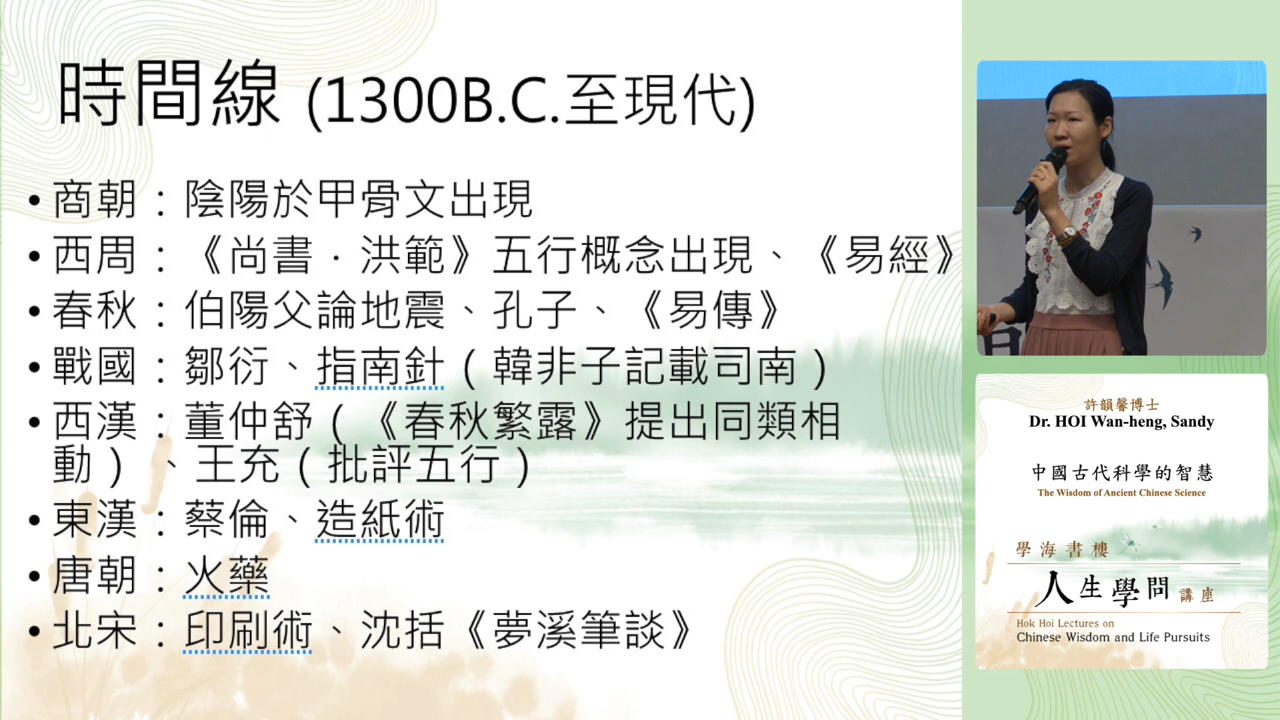 時間線 (1300B.C.至現代)
• 商朝：陰陽於甲骨文出現
• 西周：《尚書．洪範》五行概念出現、《易經》
• 春秋：伯陽父論地震、孔子、《易傳》
• 戰國：鄒衍、指南針（韓非子記載司南）
• 西漢：董仲舒（《春秋繁露》提出同類相
動）、王充（批評五行）
• 東漢：蔡倫、造紙術
• 唐朝：火藥
• 北宋：印刷術、沈括《夢溪筆談》
許韻馨博士
Dr. HOI Wan-heng, Sandy
中國古代科學的智慧
The Wisdom of Ancient Chinese Science
學海書樓
人生學問講座
Hok Hoi Lectures on
Chinese Wisdom and Life Pursuits